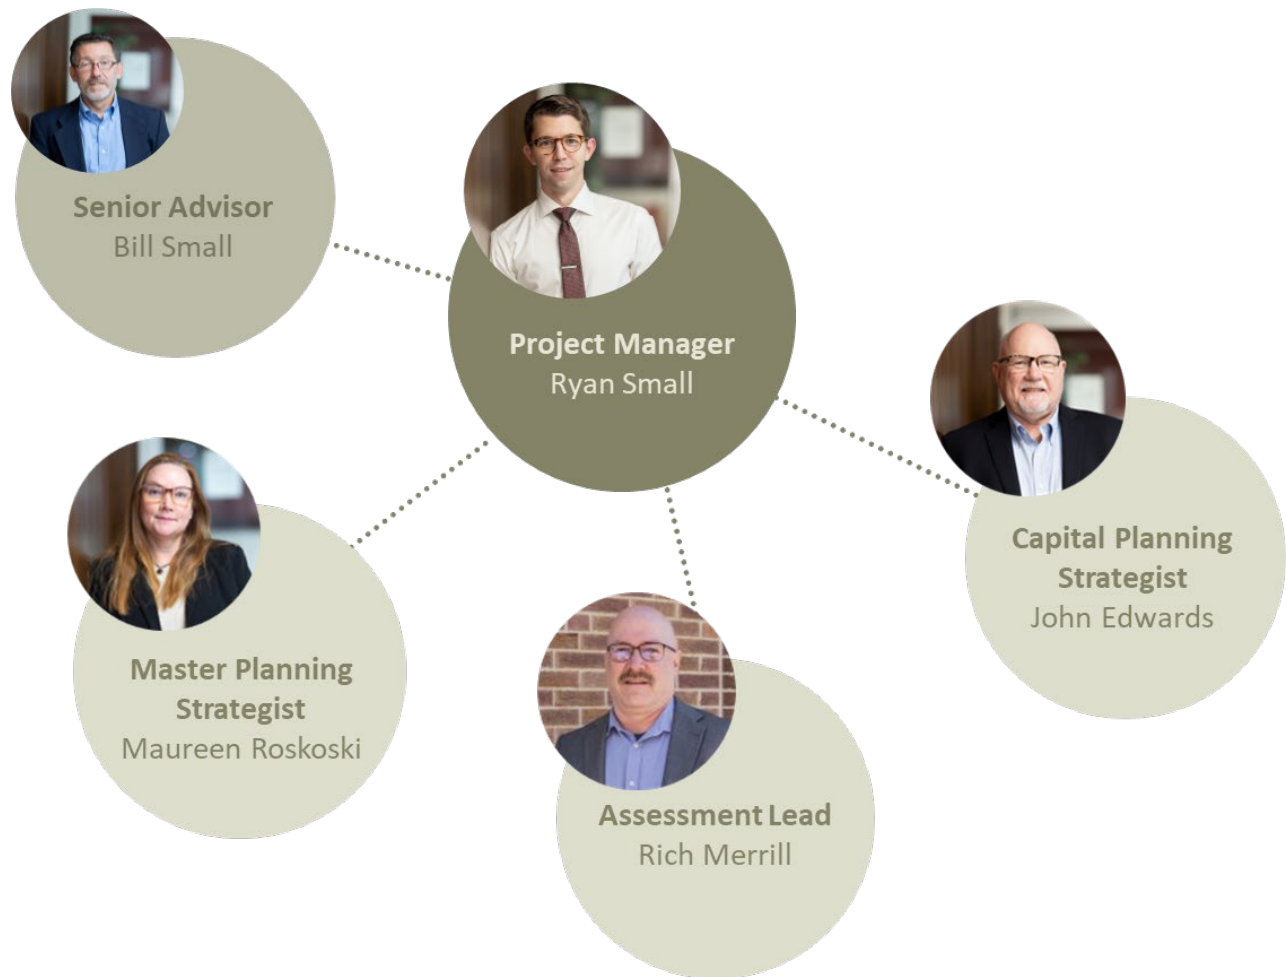 Senior Advisor
Bill Small
Project Manager
Ryan Small
Capital Planning
Strategist
John Edwards
Master Planning
Strategist
Maureen Roskoski
Assessment Lead
Rich Merrill